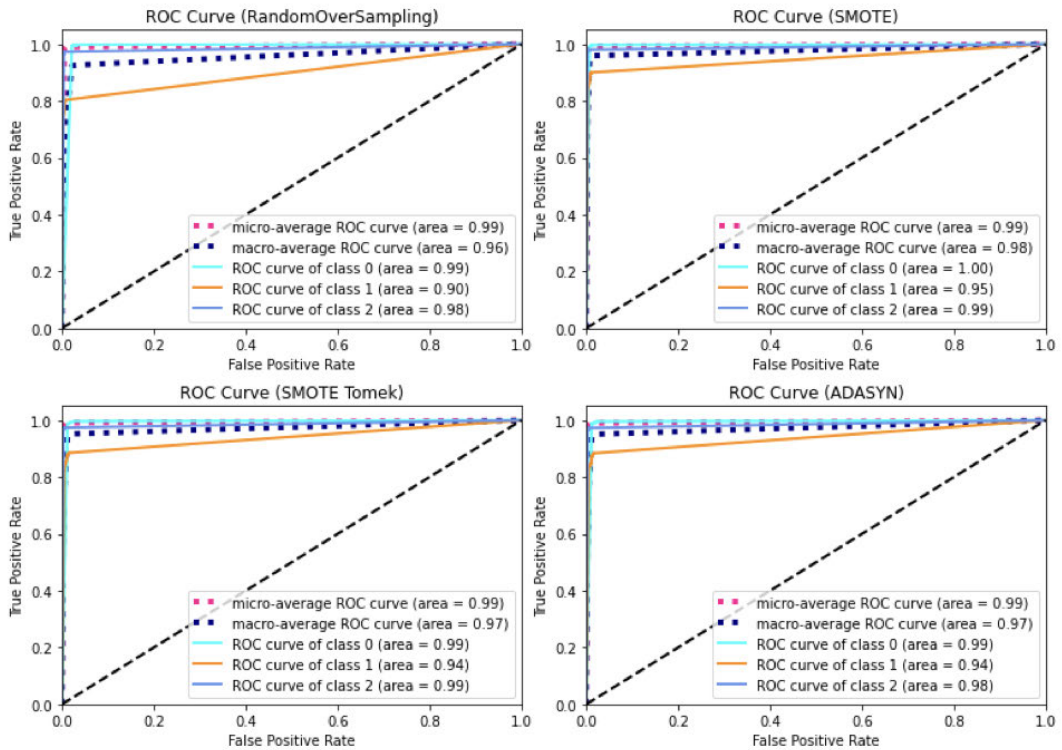 ROC Curve (RandomOverSampling)
1.0
0.8
0.6
0.4
0.2
0.0
True Positive Rate
micro-average ROC curve (area = 0.99)
macro-average ROC curve (area = 0.96)
ROC curve of class 0 (area = 0.99)
ROC curve of class 1 (area = 0.90)
ROC curve of class 2 (area = 0.98)
0.0 0.2 0.4 0.6 0.8 1.0
False Positive Rate
ROC Curve (SMOTE)
1.0
0.8
0.6
0.4
0.2
0.0
True Positive Rate
micro-average ROC curve (area = 0.99)
macro-average ROC curve (area = 0.98)
ROC curve of class 0 (area = 1.00)
ROC curve of class 1 (area = 0.95)
ROC curve of class 2 (area = 0.99)
0.0 0.2 0.4 0.6 0.8 1.0
False Positive Rate
ROC Curve (SMOTE Tomek)
1.0
0.8
0.6
0.4
0.2
0.0
True Positive Rate
micro-average ROC curve (area = 0.99)
macro-average ROC curve (area = 0.97)
ROC curve of class 0 (area = 0.99)
ROC curve of class 1 (area = 0.94)
ROC curve of class 2 (area = 0.99)
0.0 0.2 0.4 0.6 0.8 1.0
False Positive Rate
ROC Curve (ADASYN)
1.0
0.8
0.6
0.4
0.2
0.0
True Positive Rate
micro-average ROC curve (area = 0.99)
macro-average ROC curve (area = 0.97)
ROC curve of class 0 (area = 0.99)
ROC curve of class 1 (area = 0.94)
ROC curve of class 2 (area = 0.98)
0.0 0.2 0.4 0.6 0.8 1.0
False Positive Rate